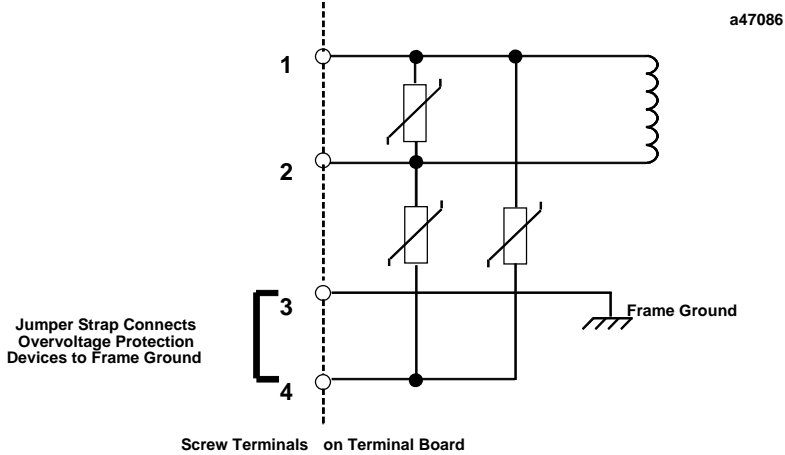 a47086
1
2
3
Frame Ground
Jumper Strap Connects
Overvoltage Protection
Devices to Frame Ground
4
Screw Terminals on Terminal Board